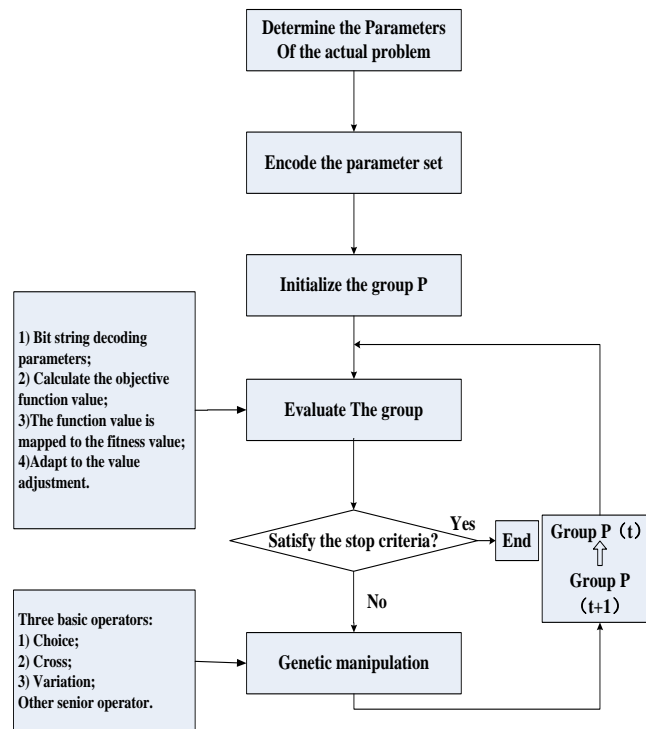 Determine the Parameters
Of the actual problem
Encode the parameter set
Initialize the group P
1) Bit string decoding
parameters;
2) Calculate the objective
function value;
3)The function value is
mapped to the fitness value;
4)Adapt to the value
adjustment.
Evaluate The group
Satisfy the stop criteria?
Yes
End
Group P（t）
Group P
（t+1）
No
Three basic operators:
1) Choice;
2) Cross;
3) Variation;
Other senior operator.
Genetic manipulation